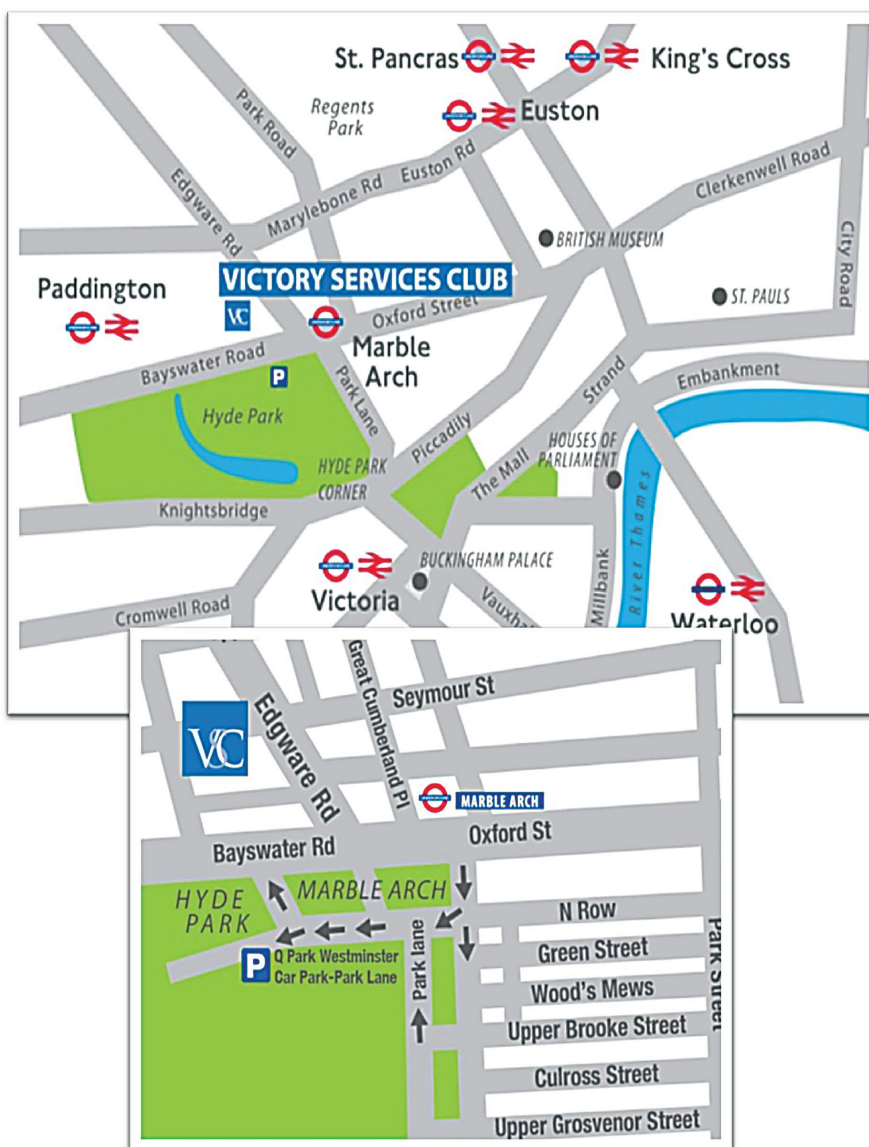 St. Pancras
King's Cross
Euston
Regents
Park
Park Road
Edgware Rd
Marylebone Rd
Euston Rd
Clerkenwell Road
City Road
BRITISH MUSEUM
ST. PAULS
Paddington
VICTORY SERVICES CLUB
VSC
Oxford Street
Marble
Arch
Bayswater Road
P
Hyde Park
Park Lane
HYDE PARK
CORNER
Piccadily
The Mall
Strand
Embankment
HOUSES OF
PARLIAMENT
River Thames
Knightsbridge
BUCKINGHAM PALACE
Victoria
Cromwell Road
Millbank
Waterloo
VSC
Edgware Rd
Great Cumberland Pl
Seymour St
MARBLE ARCH
Oxford St
Bayswater Rd
HYDE
PARK
MARBLE ARCH
P
Q Park Westminster
Car Park-Park Lane
Park lane
N Row
Green Street
Wood's Mews
Upper Brooke Street
Culross Street
Upper Grosvenor Street
Park Street